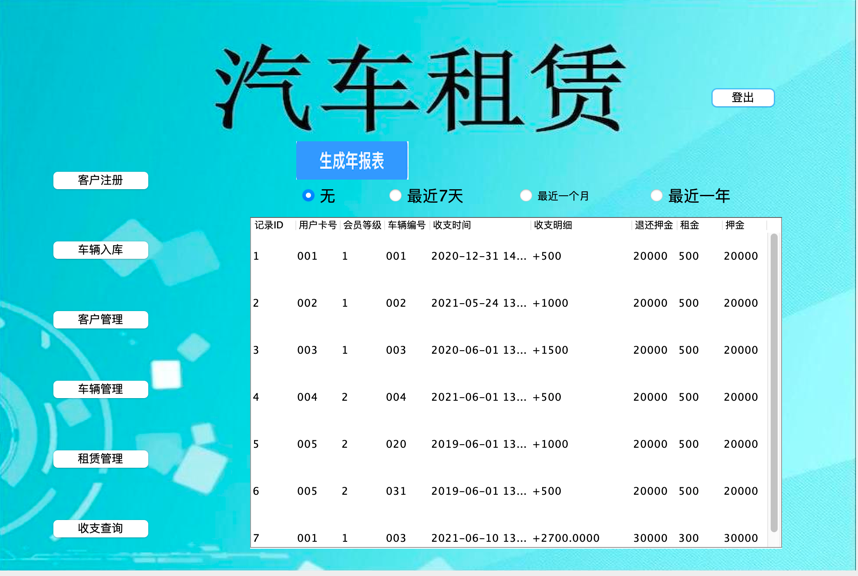 汽车租赁
登出
生成年报表
客户注册
无 最近7天 最近一个月 最近一年
记录ID 用户卡号 会员等级 车辆编号 收支时间 收支明细 退还押金 租金 押金
车辆入库
1 001 1 001 2020-12-31 14... +500 20000 500 20000
2 002 1 002 2021-05-24 13... +1000 20000 500 20000
客户管理
3 003 1 003 2020-06-01 13... +1500 20000 500 20000
车辆管理
4 004 2 004 2021-06-01 13... +500 20000 500 20000
5 005 2 020 2019-06-01 13... +1000 20000 500 20000
租赁管理
6 005 2 031 2019-06-01 13... +500 20000 500 20000
收支查询
7 001 1 003 2021-06-10 13... +2700.0000 30000 300 30000